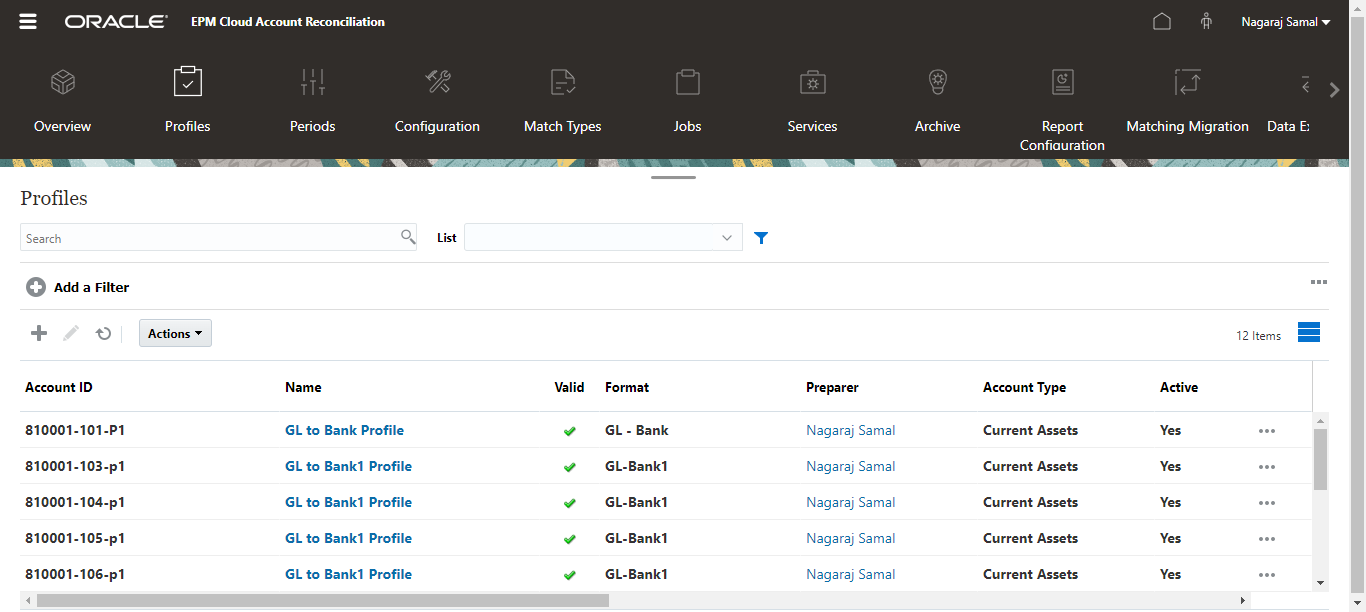 ORACLE® EPM Cloud Account Reconciliation Nagaraj Samal
Overview Profiles Periods Configuration Match Types Jobs Services Archive Report Configuration Matching Migration Data E
Profiles
Search List
Add a Filter
Actions 12 Items
Account ID Name Valid Format Preparer Account Type Active
810001-101-P1 GL to Bank Profile GL - Bank Nagaraj Samal Current Assets Yes
810001-103-p1 GL to Bank1 Profile GL-Bank1 Nagaraj Samal Current Assets Yes
810001-104-p1 GL to Bank1 Profile GL-Bank1 Nagaraj Samal Current Assets Yes
810001-105-p1 GL to Bank1 Profile GL-Bank1 Nagaraj Samal Current Assets Yes
810001-106-p1 GL to Bank1 Profile GL-Bank1 Nagaraj Samal Current Assets Yes